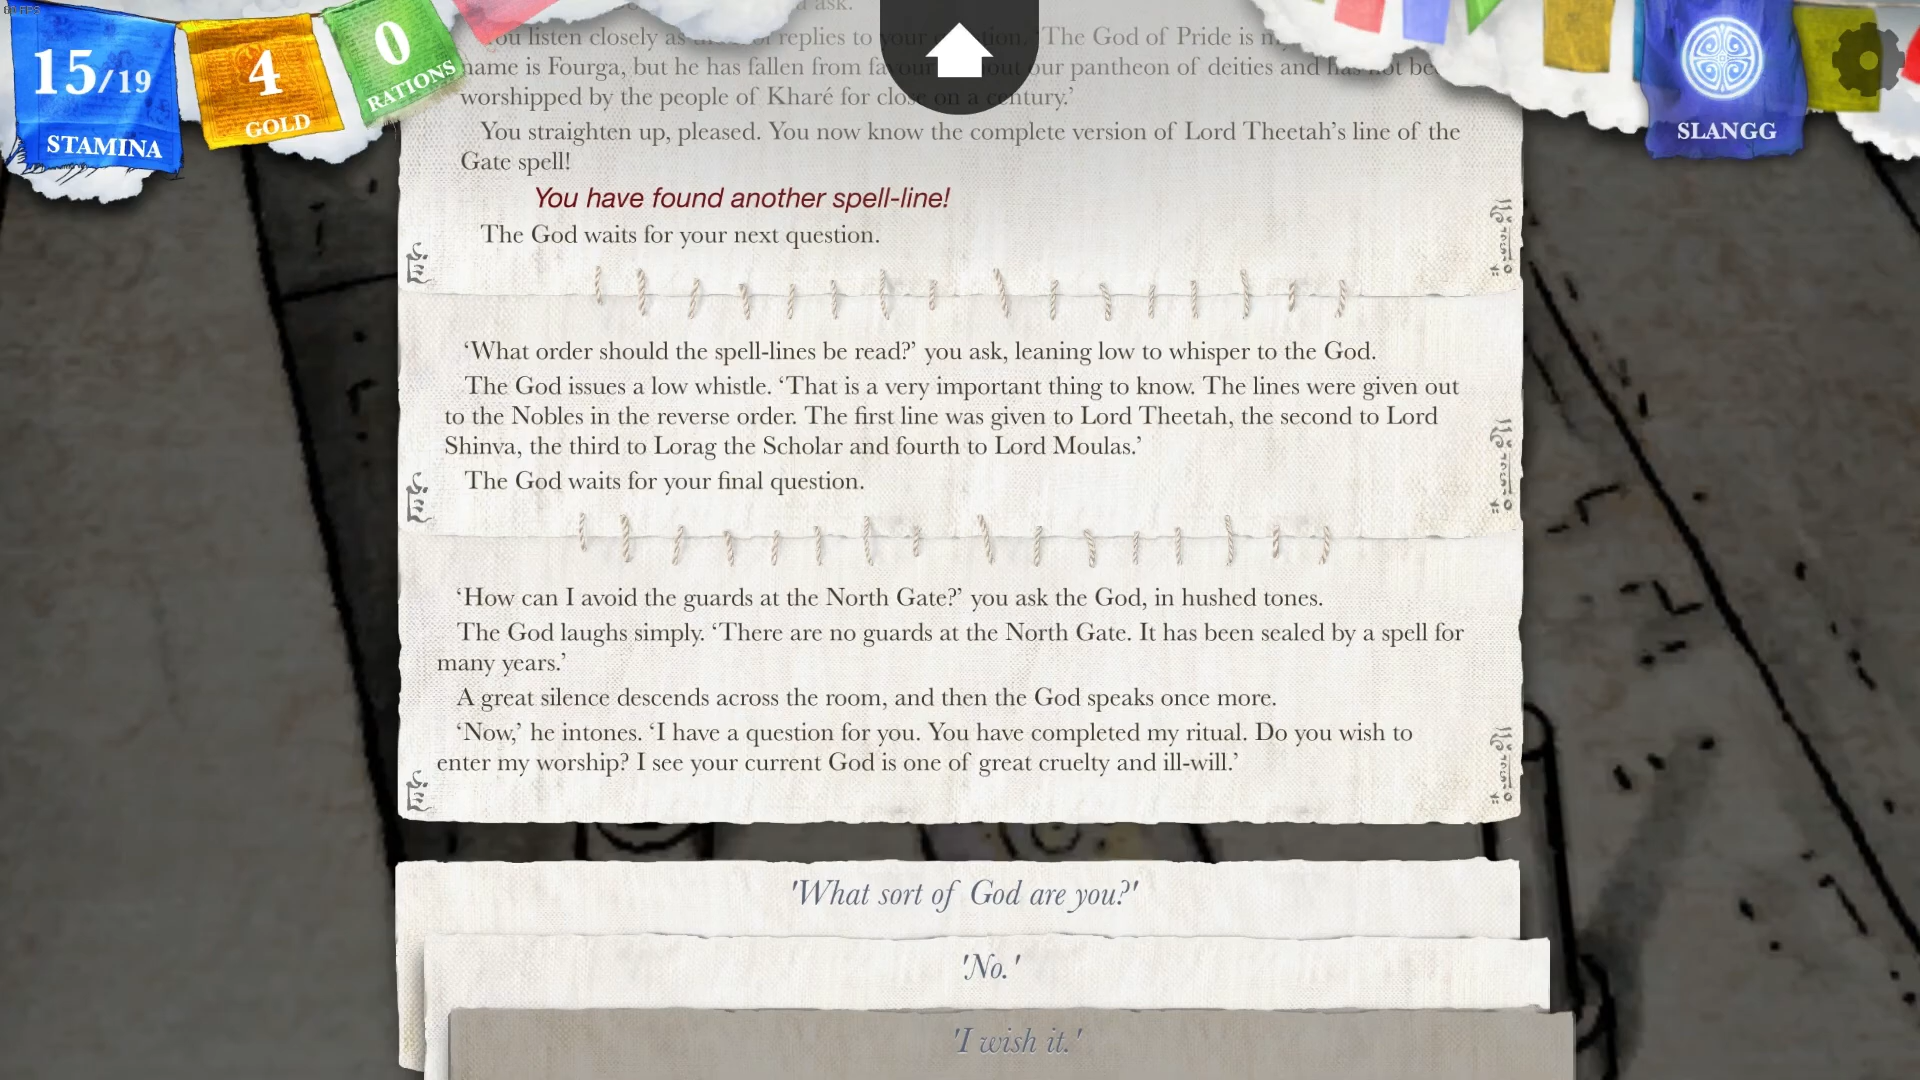 60 FPS
15/19
STAMINA
4
GOLD
0
RATIONS
SLANGG
ask.
You listen closely as replies to your 'The God of Pride is
name is Fourga, but he has fallen from our pantheon of deities and has not
worshipped by the people of Kharé for close on a century.’
You straighten up, pleased. You now know the complete version of Lord Theetah’s line of the
Gate spell!
You have found another spell-line!
The God waits for your next question.
‘What order should the spell-lines be read?’ you ask, leaning low to whisper to the God.
The God issues a low whistle. ‘That is a very important thing to know. The lines were given out
to the Nobles in the reverse order. The first line was given to Lord Theetah, the second to Lord
Shinva, the third to Lorag the Scholar and fourth to Lord Moulas.’
The God waits for your final question.
‘How can I avoid the guards at the North Gate?’ you ask the God, in hushed tones.
The God laughs simply. ‘There are no guards at the North Gate. It has been sealed by a spell for
many years.’
A great silence descends across the room, and then the God speaks once more.
‘Now,’ he intones. ‘I have a question for you. You have completed my ritual. Do you wish to
enter my worship? I see your current God is one of great cruelty and ill-will.’
'What sort of God are you?'
'No.'
'I wish it.'